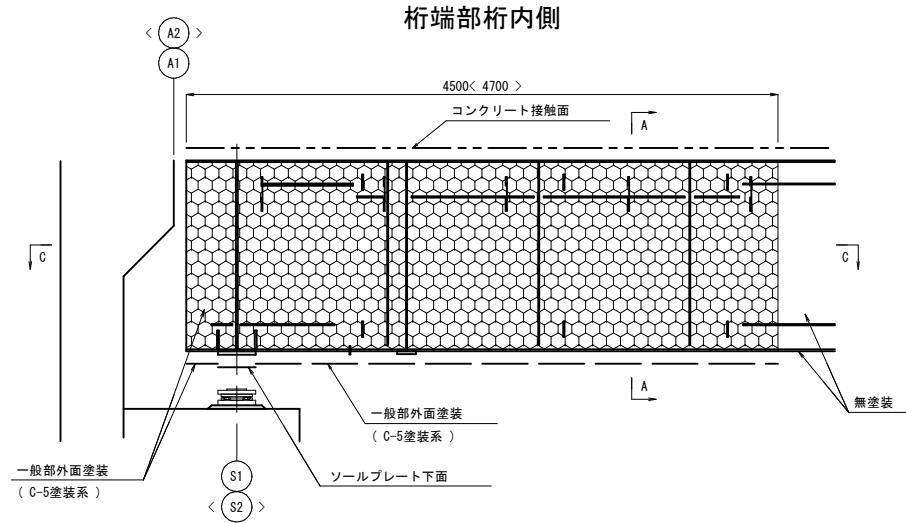 桁端部桁内側
< A2 >
A1
4500< 4700 >
コンクリート接触面
A
C
C
A
無塗装
一般部外面塗装
( C-5塗装系 )
一般部外面塗装
( C-5塗装系 )
ソールプレート下面
S1
< S2 >